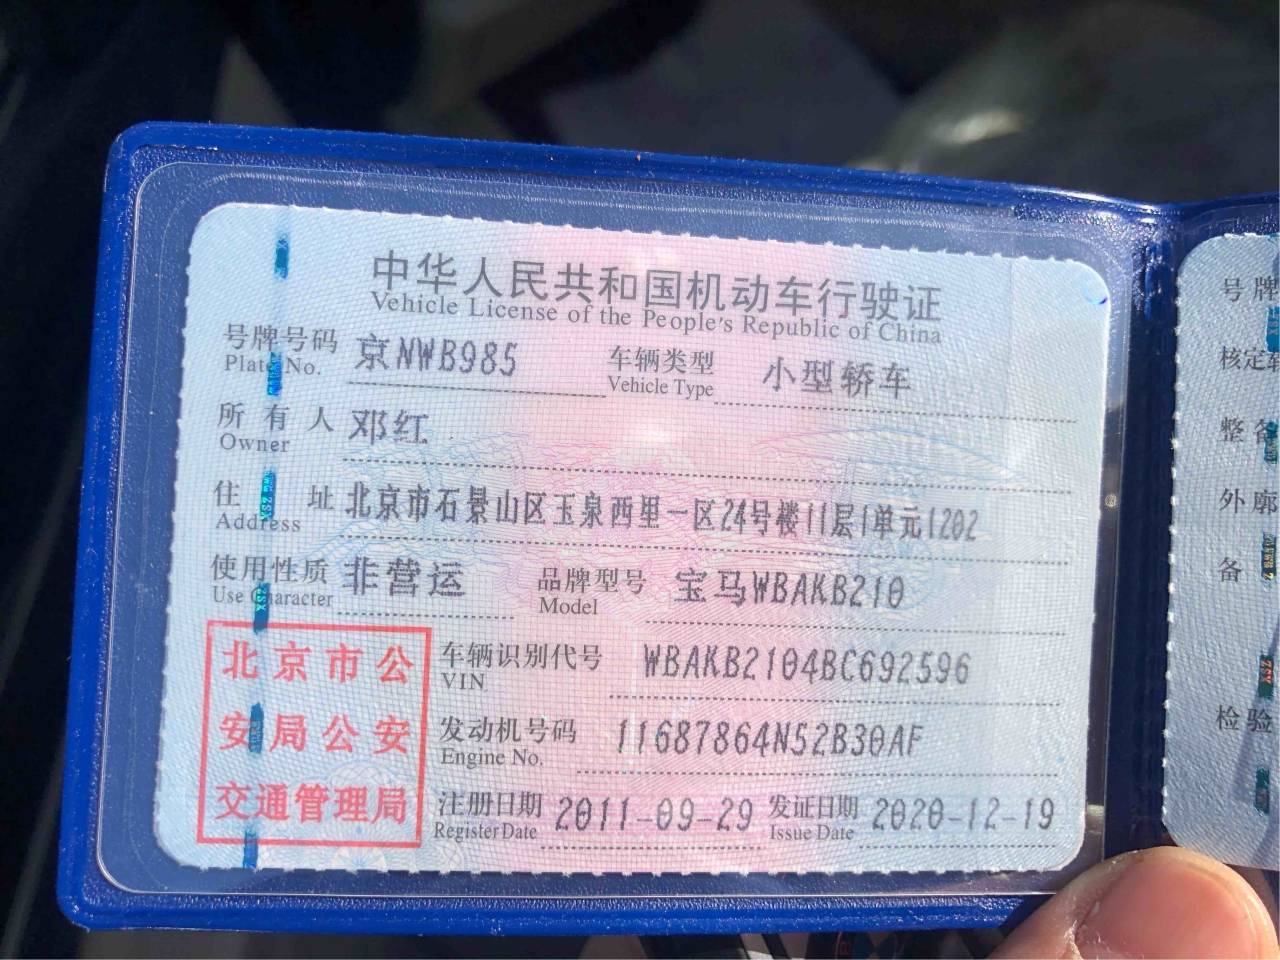 中华人民共和国机动车行驶证
Vehicle License of the People's Republic of China
号牌号码 京NWB985 车辆类型 小型轿车
Plate No. Vehicle Type
所有人 邓红
Owner
住址 北京市石景山区玉泉西里一区24号楼11层1单元1202
Address
使用性质 非营运 品牌型号 宝马WBAKB210
Use Character Model
北京市公
安局公安
交通管理局
车辆识别代号 WBAKB2104BC692596
VIN
发动机号码 11687864N52B30AF
Engine No.
注册日期 2011-09-29 发证日期 2020-12-19
Register Date Issue Date
号牌
核定
整备
外廓
备
检验